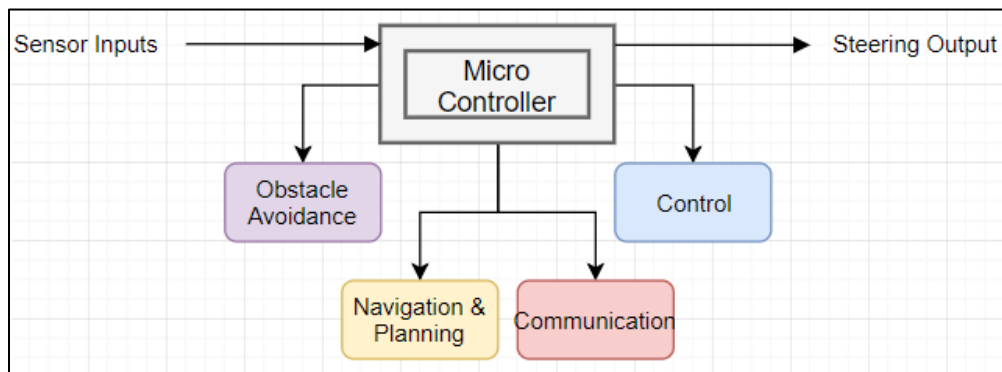 Sensor Inputs
Micro
Controller
Steering Output
Obstacle
Avoidance
Control
Navigation &
Planning
Communication